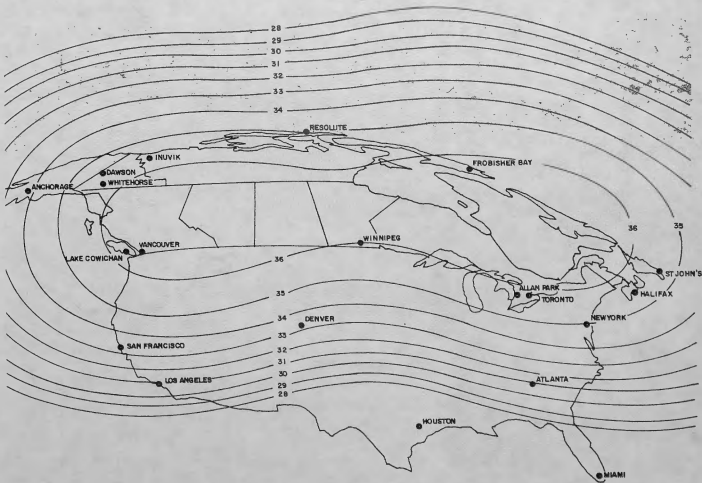 28
29
30
31
32
33
34
RESOLUTE
INUVIK
FROBISHER BAY
DAWSON
WHITEHORSE
ANCHORAGE
36
35
WINNIPEG
VANCOUVER
LAKE COWICHAN
36
ST JOHN'S
35
ALLAN PARK
TORONTO
HALIFAX
34
DENVER
NEW YORK
33
SAN FRANCISCO
32
31
30
LOS ANGELES
ATLANTA
29
28
HOUSTON
MIAMI